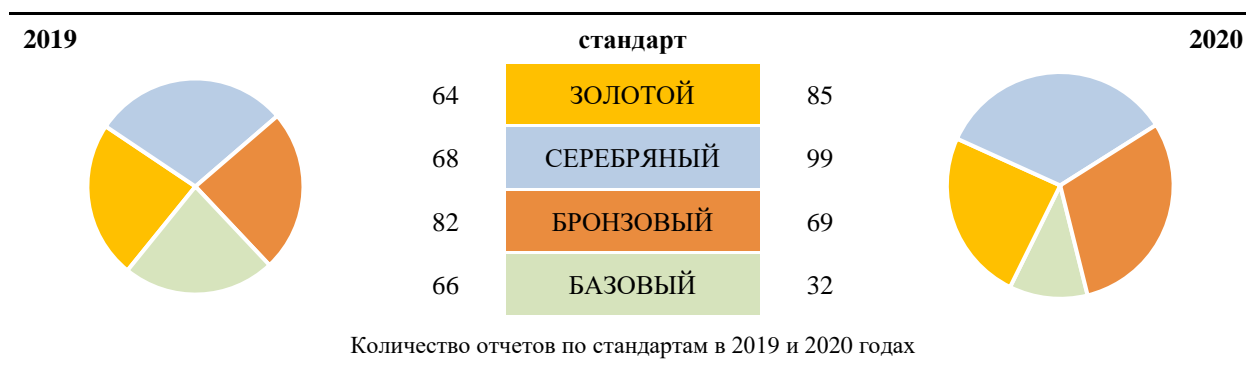 2019 стандарт 2020
64 ЗОЛОТОЙ 85
68 СЕРЕБРЯНЫЙ 99
82 БРОНЗОВЫЙ 69
66 БАЗОВЫЙ 32
Количество отчетов по стандартам в 2019 и 2020 годах